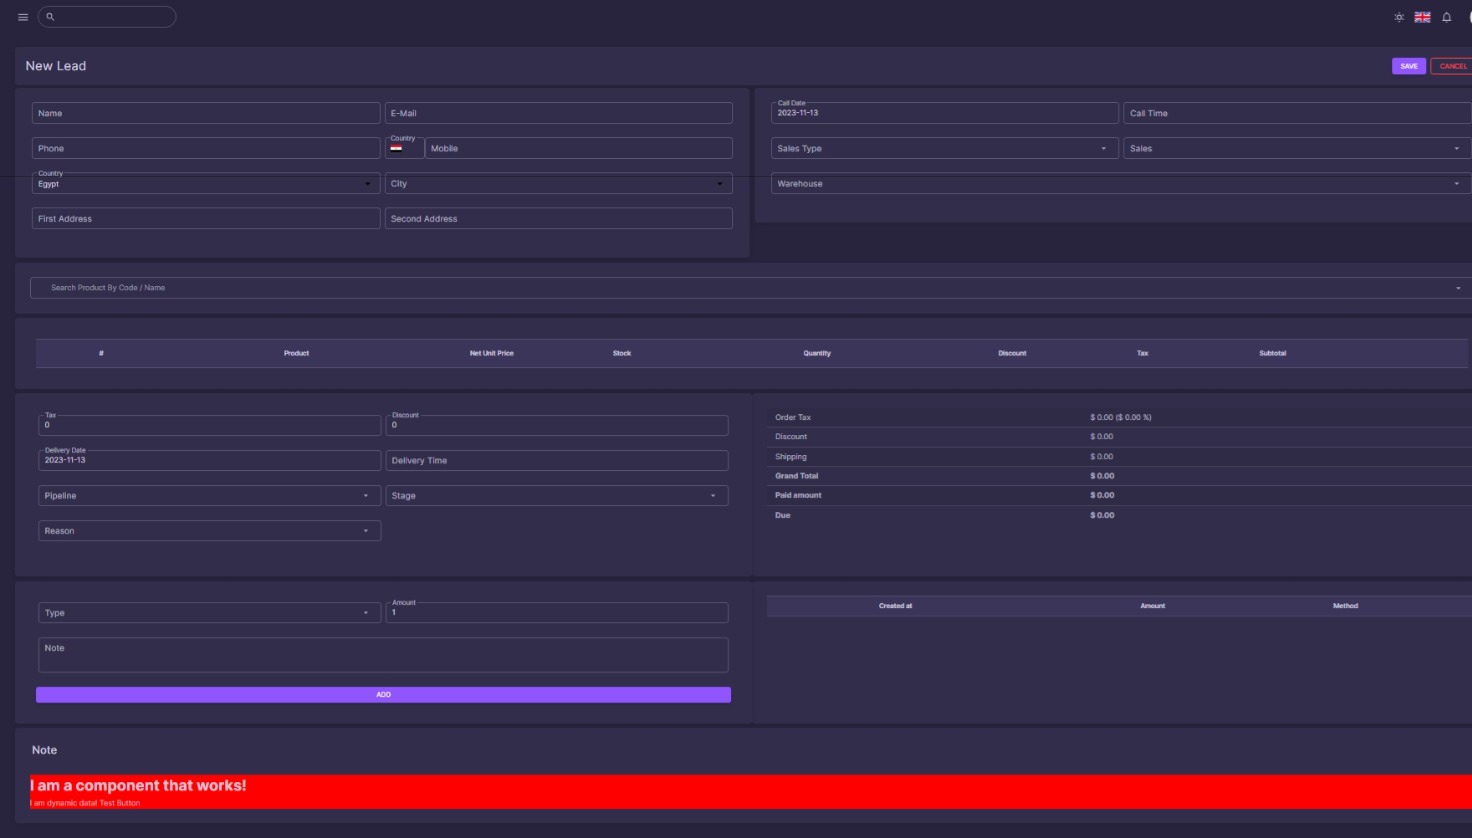 New Lead
SAVE CANCEL
Name E-Mail
Call Date
2023-11-13 Call Time
Phone Country Mobile
Sales Type Sales
Country
Egypt City
Warehouse
First Address Second Address
Search Product By Code / Name
# Product Net Unit Price Stock Quantity Discount Tax Subtotal
Tax Discount
0 0
Delivery Date
2023-11-13 Delivery Time
Pipeline Stage
Reason
Order Tax $ 0.00 ($ 0.00 %)
Discount $ 0.00
Shipping $ 0.00
Grand Total $ 0.00
Paid amount $ 0.00
Due $ 0.00
Type Amount
1
Note
ADD
Created at Amount Method
Note
I am a component that works!
I am dynamic data! Test Button